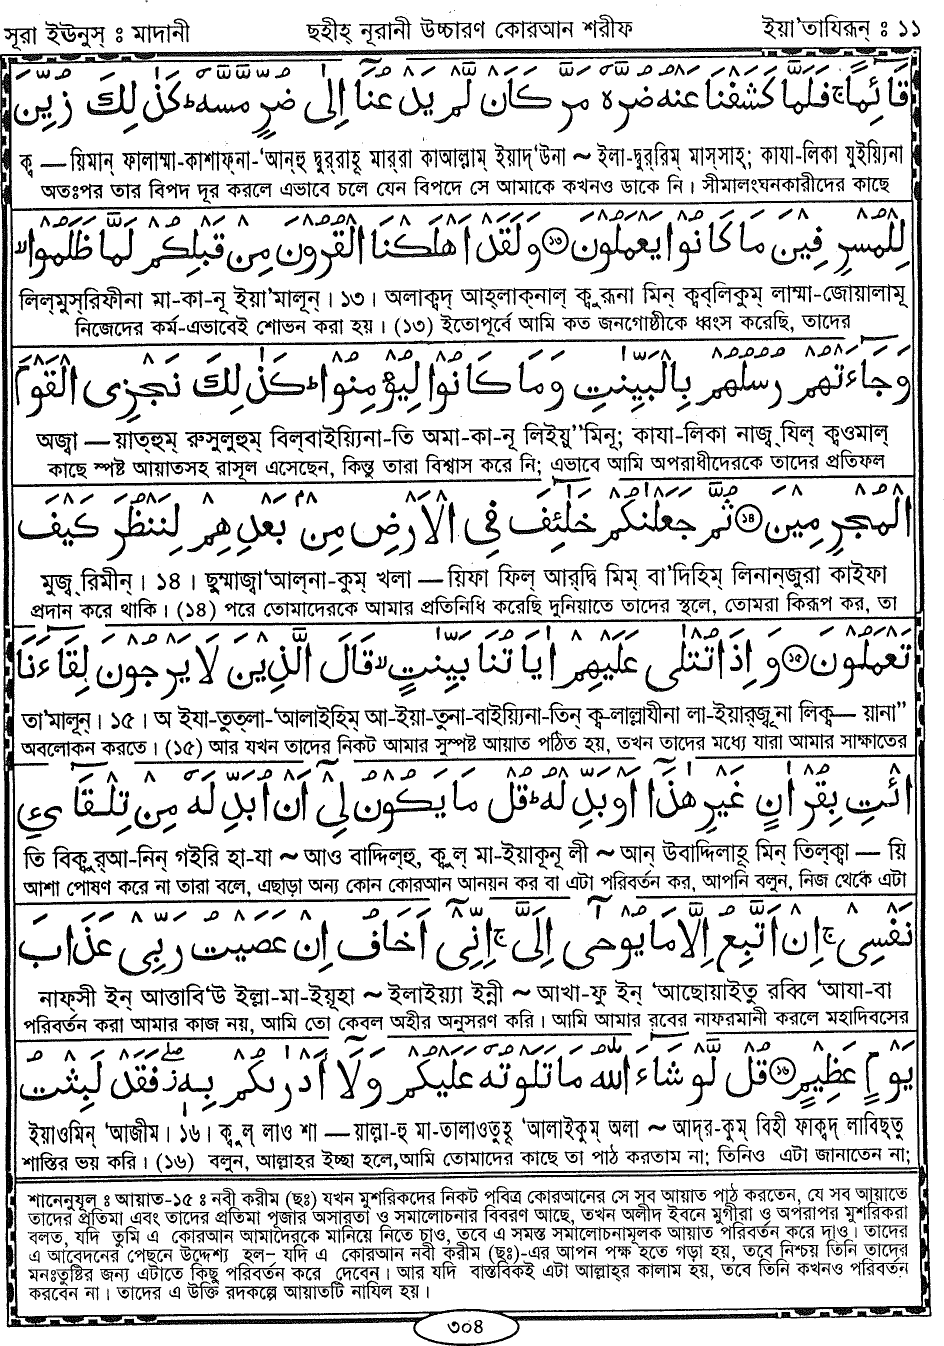 সূরা ইঊনুস্ : মাদানী ছহীহ্ নূরানী উচ্চারণ কোরআন শরীফ ইয়া'তাযিরূন্ : ১১
قَآئِمًا ۚ فَلَمَّا كَشَفْنَا عَنْهُ ضُرَّهٗ مَرَّ كَاَنْ لَّمْ يَدْعُنَآ اِلٰى ضُرٍّ مَّسَّهٗ ؕ كَذٰلِكَ زُيِّنَ
ক্ব — য়িমান্ ফালাম্মা-কাশাফ্না-'আন্হু দ্বুর্রাহূ মার্রা কাআল্লাম্ ইয়াদ্'উনা ~ ইলা-দ্বুর্রিম্ মাস্সাহ্; কাযা-লিকা যুইয়্যিনা
অতঃপর তার বিপদ দূর করলে এভাবে চলে যেন বিপদে সে আমাকে কখনও ডাকে নি। সীমালংঘনকারীদের কাছে
لِلْمُسْرِفِيْنَ مَا كَانُوْا يَعْمَلُوْنَ ১৩ وَلَقَدْ اَهْلَكْنَا الْقُرُوْنَ مِنْ قَبْلِكُمْ لَمَّا ظَلَمُوْا ۙ
লিল্মুস্রিফীনা মা-কা-নূ ইয়া'মালূন্। ১৩। অলাক্বদ্ আহ্লাক্নাল্ ক্বুরূনা মিন্ ক্বব্লিকুম্ লাম্মা-জোয়ালামূ
নিজেদের কর্ম-এভাবেই শোভন করা হয়। (১৩) ইতোপূর্বে আমি কত জনগোষ্ঠীকে ধ্বংস করেছি, তাদের
وَجَآءَتْهُمْ رُسُلُهُمْ بِالْبَيِّنٰتِ وَمَا كَانُوْا لِيُؤْمِنُوْا ؕ كَذٰلِكَ نَجْزِى الْقَوْمَ
অজ্বা — য়াত্হুম্ রুসুলুহুম্ বিল্বাইয়্যিনা-তি অমা-কা-নূ লিইয়ু"মিনূ; কাযা-লিকা নাজ্ব্ যিল্ ক্বওমাল্
কাছে স্পষ্ট আয়াতসহ রাসূল এসেছেন, কিন্তু তারা বিশ্বাস করে নি; এভাবে আমি অপরাধীদেরকে তাদের প্রতিফল
الْمُجْرِمِيْنَ ১৪ ثُمَّ جَعَلْنٰكُمْ خَلٰٓئِفَ فِى الْاَرْضِ مِنْۢ بَعْدِهِمْ لِنَنْظُرَ كَيْفَ
মুজ্ব্ রিমীন্। ১৪। ছুম্মাজ্বা'আল্না-কুম্ খলা — য়িফা ফিল্ আর্দ্বি মিম্ বা'দিহিম্ লিনান্জুরা কাইফা
প্রদান করে থাকি। (১৪) পরে তোমাদেরকে আমার প্রতিনিধি করেছি দুনিয়াতে তাদের স্থলে, তোমরা কিরূপ কর, তা
تَعْمَلُوْنَ ১৫ وَاِذَا تُتْلٰى عَلَيْهِمْ اٰيَاتُنَا بَيِّنٰتٍ ۙ قَالَ الَّذِيْنَ لَا يَرْجُوْنَ لِقَآءَنَا
তা'মালূন্। ১৫। অ ইযা-তুত্লা-'আলাইহিম্ আ-ইয়া-তুনা-বাইয়্যিনা-তিন্ ক্ব-লাল্লাযীনা লা-ইয়ার্জ্বূনা লিক্ব— য়ানা"
অবলোকন করতে। (১৫) আর যখন তাদের নিকট আমার সুস্পষ্ট আয়াত পঠিত হয়, তখন তাদের মধ্যে যারা আমার সাক্ষাতের
ائْتِ بِقُرْاٰنٍ غَيْرِ هٰذَآ اَوْ بَدِّلْهُ ؕ قُلْ مَا يَكُوْنُ لِىْٓ اَنْ اُبَدِّلَهٗ مِنْ تِلْقَآئِ
তি বিক্বুর্আ-নিন্ গইরি হা-যা ~ আও বাদ্দিল্হু, ক্বুল্ মা-ইয়াকূনূ লী ~ আন্ উবাদ্দিলাহূ মিন্ তিল্ক্বা — য়ি
আশা পোষণ করে না তারা বলে, এছাড়া অন্য কোন কোরআন আনয়ন কর বা এটা পরিবর্তন কর, আপনি বলুন, নিজ থেকে এটা
نَفْسِىْ ۚ اِنْ اَتَّبِعُ اِلَّا مَا يُوْحٰٓى اِلَىَّ ۚ اِنِّىْٓ اَخَافُ اِنْ عَصَيْتُ رَبِّىْ عَذَابَ
নাফ্সী ইন্ আত্তাবি'উ ইল্লা-মা-ইয়ূহা ~ ইলাইয়্যা ইন্নী ~ আখা-ফু ইন্ 'আছোয়াইতু রব্বি 'আযা-বা
পরিবর্তন করা আমার কাজ নয়, আমি তো কেবল অহীর অনুসরণ করি। আমি আমার রবের নাফরমানী করলে মহাদিবসের
يَوْمٍ عَظِيْمٍ ১৬ قُلْ لَّوْ شَآءَ اللّٰهُ مَا تَلَوْتُهٗ عَلَيْكُمْ وَلَآ اَدْرٰىكُمْ بِهٖ ۖز فَقَدْ لَبِثْتُ
ইয়াওমিন্ 'আজীম। ১৬। ক্বুল্ লাও শা — য়াল্লা-হু মা-তালাওতুহূ 'আলাইকুম্ অলা ~ আদ্র-কুম্ বিহী ফাক্বদ্ লাবিছ্তু
শাস্তির ভয় করি। (১৬) বলুন, আল্লাহর ইচ্ছা হলে,আমি তোমাদের কাছে তা পাঠ করতাম না; তিনিও এটা জানাতেন না;
শানেনুযূল : আয়াত-১৫ : নবী করীম (ছঃ) যখন মুশরিকদের নিকট পবিত্র কোরআনের সে সব আয়াত পাঠ করতেন, যে সব আয়াতে
তাদের প্রতিমা এবং তাদের প্রতিমা পূজার অসারতা ও সমালোচনার বিবরণ আছে, তখন অলীদ ইবনে মুগীরা ও অপরাপর মুশরিকরা
বলত, যদি তুমি এ কোরআন আমাদেরকে মানিয়ে নিতে চাও, তবে এ সমস্ত সমালোচনামূলক আয়াত পরিবর্তন করে দাও। তাদের
এ আবেদনের পেছনে উদ্দেশ্য হল- যদি এ কোরআন নবী করীম (ছঃ)-এর আপন পক্ষ হতে গড়া হয়, তবে নিশ্চয় তিনি তাদের
মনঃতুষ্টির জন্য এটাতে কিছু পরিবর্তন করে দেবেন। আর যদি বাস্তবিকই এটা আল্লাহর কালাম হয়, তবে তিনি কখনও পরিবর্তন
করবেন না। তাদের এ উক্তি রদকল্পে আয়াতটি নাযিল হয়।
৩০৪